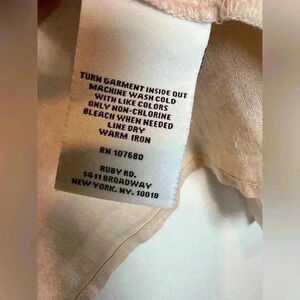 TURN GARMENT INSIDE OUT
MACHINE WASH COLD
WITH LIKE COLORS
ONLY NON-CHLORINE
BLEACH WHEN NEEDED
LINE DRY
WARM IRON
RN 107680
RUBY RD.
1411 BROADWAY
NEW YORK, NY. 10018